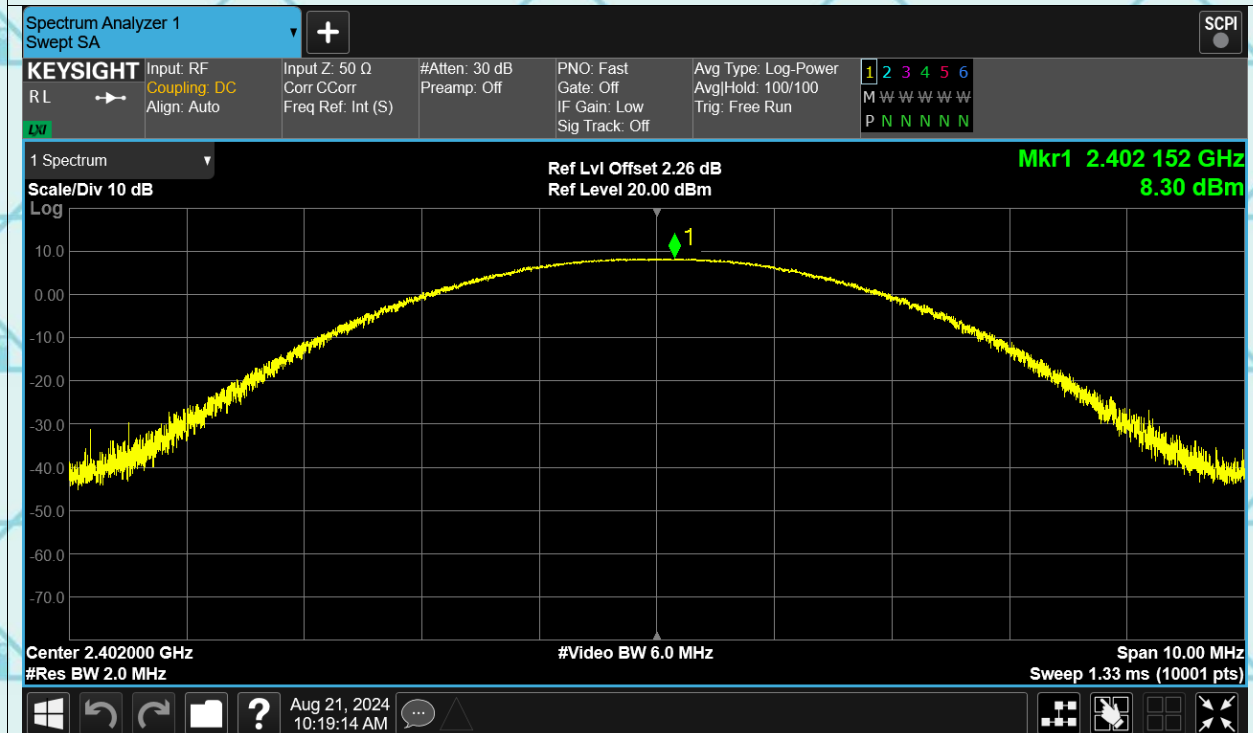 Spectrum Analyzer 1
Swept SA
+
SCPI
KEYSIGHT
RL
LXI
Input: RF
Coupling: DC
Align: Auto
Input Z: 50 Ω
Corr CCorr
Freq Ref: Int (S)
#Atten: 30 dB
Preamp: Off
PNO: Fast
Gate: Off
IF Gain: Low
Sig Track: Off
Avg Type: Log-Power
Avg|Hold: 100/100
Trig: Free Run
1 2 3 4 5 6
M W W W W W
P N N N N N
1 Spectrum
Scale/Div 10 dB
Log
Ref Lvl Offset 2.26 dB
Ref Level 20.00 dBm
Mkr1 2.402 152 GHz
8.30 dBm
1
10.0
0.00
-10.0
-20.0
-30.0
-40.0
-50.0
-60.0
-70.0
Center 2.402000 GHz
#Video BW 6.0 MHz
Span 10.00 MHz
#Res BW 2.0 MHz
Sweep 1.33 ms (10001 pts)
?
Aug 21, 2024
10:19:14 AM